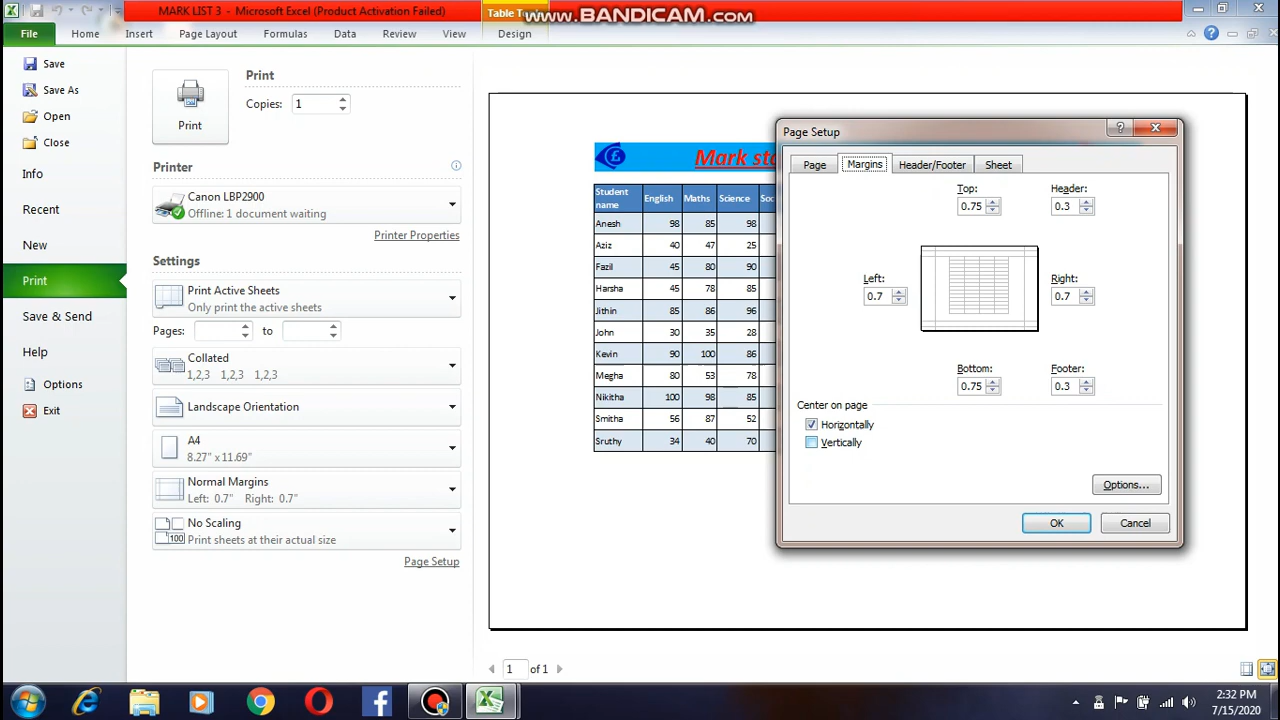 MARK LIST 3 - Microsoft Excel (Product Activation Failed)
Table To
www.BANDICAM.com
File
Home
Insert
Page Layout
Formulas
Data
Review
View
Design
Save
Save As
Open
Close
Info
Recent
New
Print
Save & Send
Help
Options
Exit
Print
Print
Copies: 1
Printer
Canon LBP2900
Offline: 1 document waiting
Printer Properties
Settings
Print Active Sheets
Only print the active sheets
Pages: to
Collated
1,2,3 1,2,3 1,2,3
Landscape Orientation
A4
8.27" x 11.69"
Normal Margins
Left: 0.7" Right: 0.7"
No Scaling
100 Print sheets at their actual size
Page Setup
£
Mark sta
Student name English Maths Science Soc
Anesh 98 85 98
Aziz 40 47 25
Fazil 45 80 90
Harsha 45 78 85
Jithin 85 86 96
John 30 35 28
Kevin 90 100 86
Megha 80 53 78
Nikitha 100 98 85
Smitha 56 87 52
Sruthy 34 40 70
Page Setup
Page
Margins
Header/Footer
Sheet
Top: Header:
0.75 0.3
Left: Right:
0.7 0.7
Bottom: Footer:
0.75 0.3
Center on page
Horizontally
Vertically
Options...
OK
Cancel
1 of 1
2:32 PM
7/15/2020